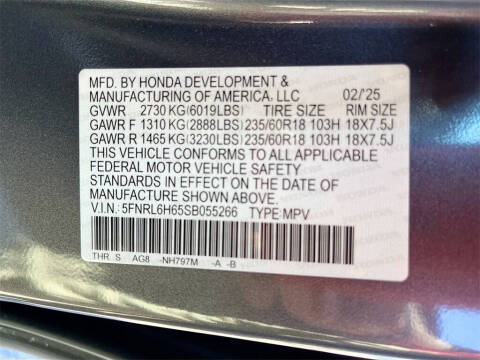 MFD. BY HONDA DEVELOPMENT &
MANUFACTURING OF AMERICA, LLC 02/'25
GVWR 2730 KG(6019LBS) TIRE SIZE RIM SIZE
GAWR F 1310 KG(2888LBS) 235/60R18 103H 18X7.5J
GAWR R 1465 KG(3230LBS) 235/60R18 103H 18X7.5J
THIS VEHICLE CONFORMS TO ALL APPLICABLE
FEDERAL MOTOR VEHICLE SAFETY
STANDARDS IN EFFECT ON THE DATE OF
MANUFACTURE SHOWN ABOVE.
V.I.N.: 5FNRL6H65SB055266 TYPE: MPV
THR S AG8 -NH797M -A -B